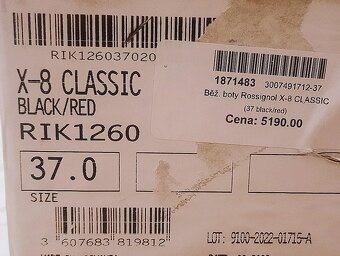 RIK126037020
X-8 CLASSIC
BLACK/RED
RIK1260
37.0
SIZE
3 607683 819812
LOT: 9100-2022-01715-A
1871483 3007491712-37
Běž. boty Rossignol X-8 CLASSIC
(37 black/red)
Cena: 5190.00